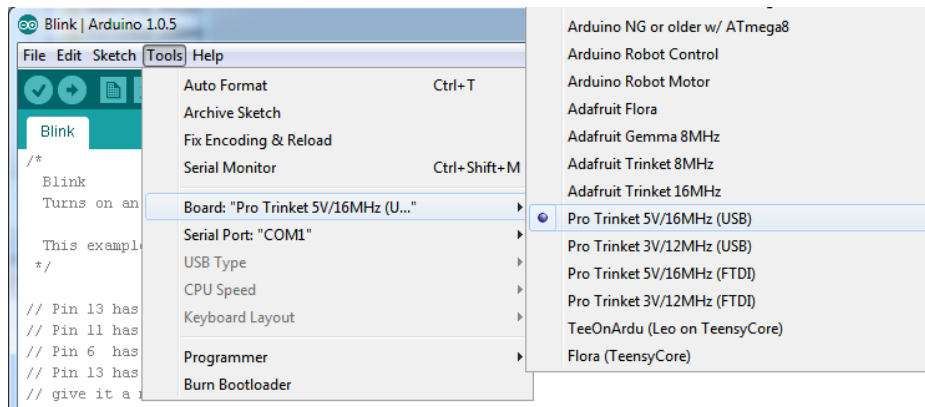 Blink | Arduino 1.0.5
File Edit Sketch Tools Help
Auto Format Ctrl+T
Archive Sketch
Fix Encoding & Reload
Serial Monitor Ctrl+Shift+M
Board: "Pro Trinket 5V/16MHz (U..."
Serial Port: "COM1"
USB Type
CPU Speed
Keyboard Layout
Programmer
Burn Bootloader
Arduino NG or older w/ ATmega8
Arduino Robot Control
Arduino Robot Motor
Adafruit Flora
Adafruit Gemma 8MHz
Adafruit Trinket 8MHz
Adafruit Trinket 16MHz
Pro Trinket 5V/16MHz (USB)
Pro Trinket 3V/12MHz (USB)
Pro Trinket 5V/16MHz (FTDI)
Pro Trinket 3V/12MHz (FTDI)
TeeOnArdu (Leo on TeensyCore)
Flora (TeensyCore)
Blink
/*
Blink
Turns on an
This
*/
// Pin 13 has
// Pin 11 has
// Pin 6 has
// Pin 13 has
// give it a